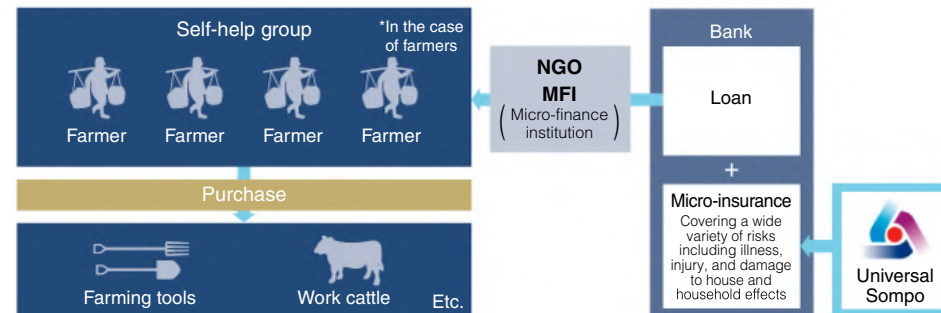 Self-help group
*In the case
of farmers
Farmer
Farmer
Farmer
Farmer
Purchase
Farming tools
Work cattle
Etc.
NGO
MFI
( Micro-finance
institution )
Bank
Loan
+
Micro-insurance
Covering a wide
variety of risks
including illness,
injury, and damage
to house and
household effects
Universal
Sompo